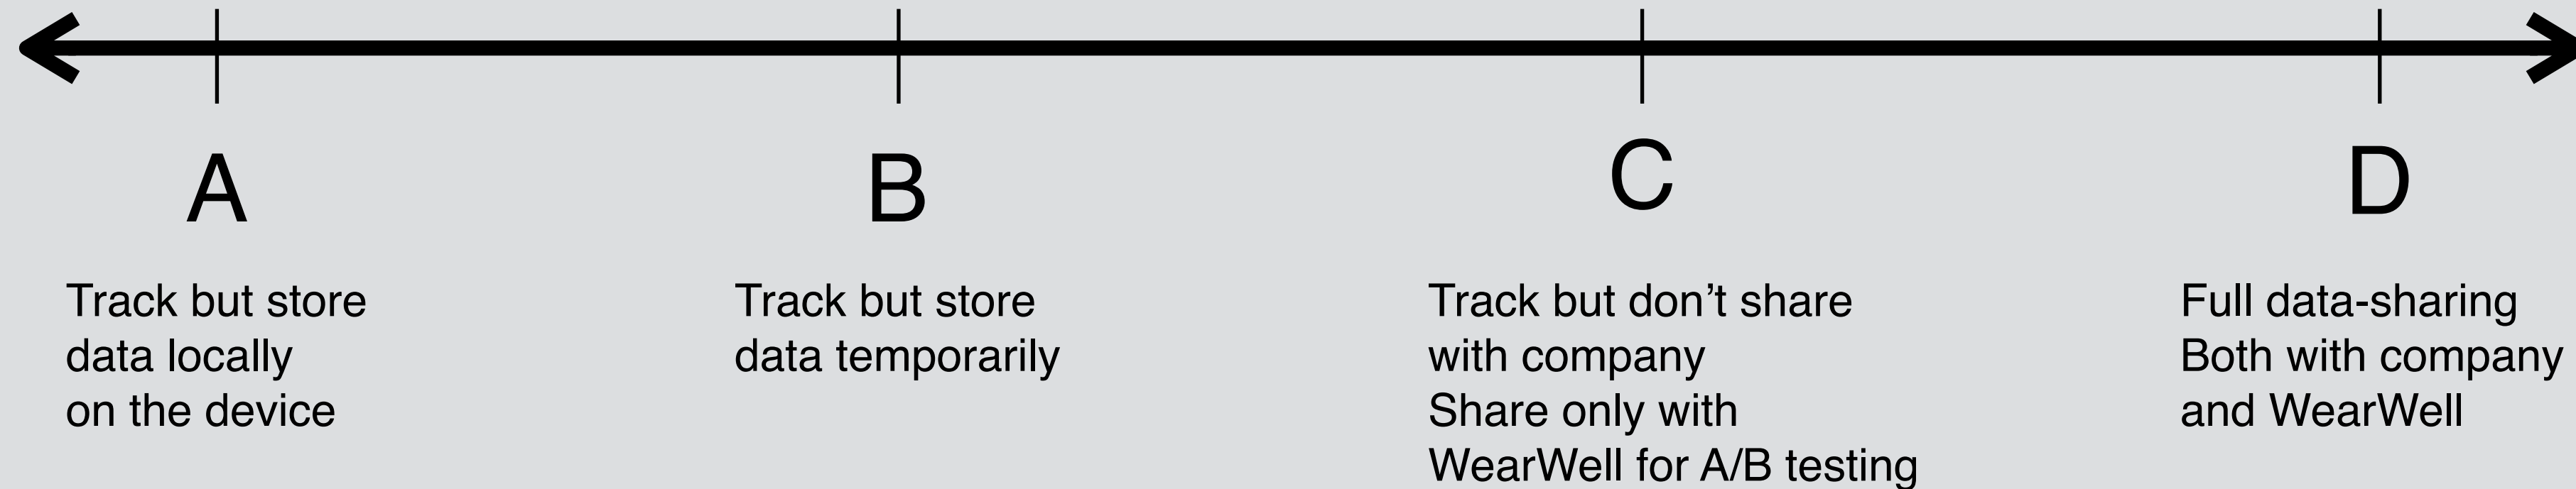 A
Track but store
data locally
on the device
B
Track but store
data temporarily
C
Track but don’t share
with company
Share only with
WearWell for A/B testing
D
Full data-sharing
Both with company
and WearWell